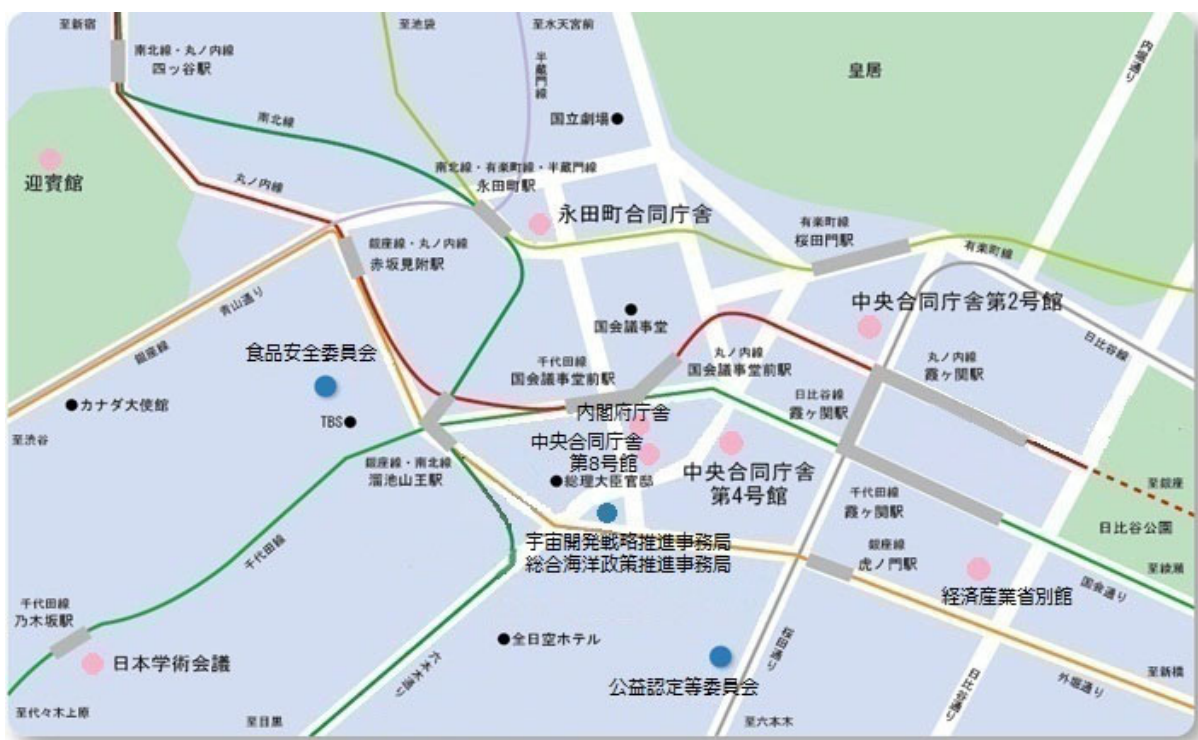 至新宿
至池袋
至水天宮前
内堀通り
南北線・丸ノ内線
四ツ谷駅
半蔵門線
皇居
南北線
国立劇場
迎賓館
丸ノ内線
南北線・有楽町線・半蔵門線
永田町駅
永田町合同庁舎
有楽町線
桜田門駅
有楽町線
銀座線・丸ノ内線
赤坂見附駅
青山通り
銀座線
国会議事堂
中央合同庁舎第2号館
日比谷線
食品安全委員会
千代田線
国会議事堂前駅
丸ノ内線
国会議事堂前駅
丸ノ内線
霞ヶ関駅
カナダ大使館
TBS
内閣府庁舎
日比谷線
霞ヶ関駅
至渋谷
中央合同庁舎
第8号館
中央合同庁舎
第4号館
銀座線・南北線
溜池山王駅
総理大臣官邸
至銀座
千代田線
霞ヶ関駅
日比谷公園
宇宙開発戦略推進事務局
総合海洋政策推進事務局
銀座線
虎ノ門駅
千代田線
至綾瀬
国会通り
経済産業省別館
千代田線
乃木坂駅
日本学術会議
全日空ホテル
桜田通り
六本木通り
公益認定等委員会
至新橋
外堀通り
日比谷通り
至代々木上原
至目黒
至六本木